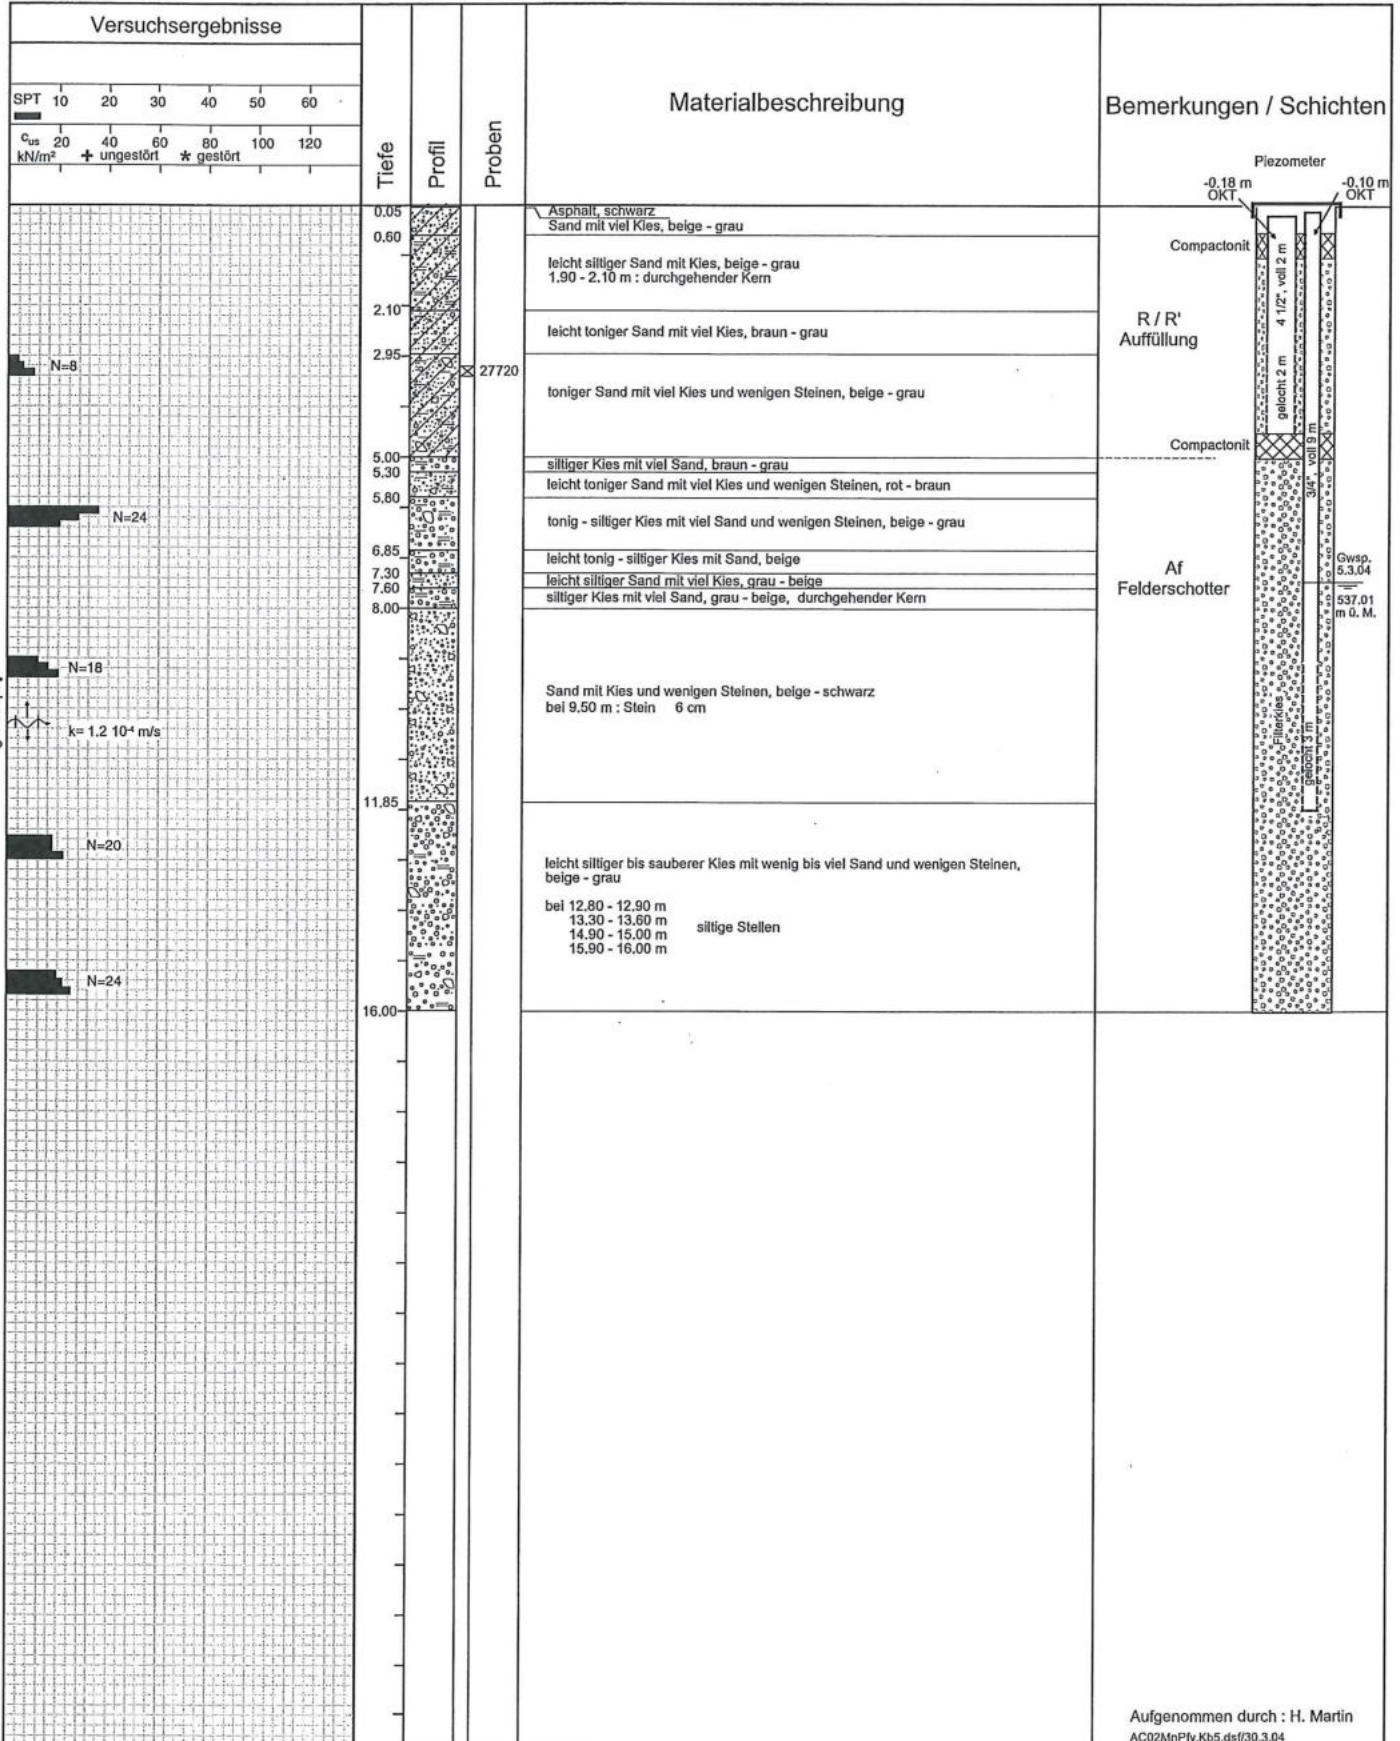 Versuchsergebnisse
SPT 10 20 30 40 50 60
c_us 20 40 60 80 100 120
kN/m² + ungestört * gestört
Tiefe
Profil
Proben
Materialbeschreibung
Bemerkungen / Schichten
Piezometer
-0.18 m
OKT
-0.10 m
OKT
0.05
Asphalt, schwarz
Sand mit viel Kies, beige - grau
0.60
Compactonit
leicht siltiger Sand mit Kies, beige - grau
1.90 - 2.10 m : durchgehender Kern
2.10
4 1/2", voll 2 m
R / R'
Auffüllung
leicht toniger Sand mit viel Kies, braun - grau
2.95
N=8
27720
gelocht 2 m
toniger Sand mit viel Kies und wenigen Steinen, beige - grau
Compactonit
3/4" voll 9 m
5.00
siltiger Kies mit viel Sand, braun - grau
5.30
leicht toniger Sand mit viel Kies und wenigen Steinen, rot - braun
5.80
N=24
tonig - siltiger Kies mit viel Sand und wenigen Steinen, beige - grau
6.85
leicht tonig - siltiger Kies mit Sand, beige
Gwsp.
5.3.04
Af
Felderschotter
7.30
leicht siltiger Sand mit viel Kies, grau - beige
7.60
siltiger Kies mit viel Sand, grau - beige, durchgehender Kern
537.01
m ü. M.
8.00
N=18
Sand mit Kies und wenigen Steinen, beige - schwarz
bei 9.50 m : Stein 6 cm
k= 1.2 10⁻⁴ m/s
Filterkies
gelocht 3 m
11.85
N=20
leicht siltiger bis sauberer Kies mit wenig bis viel Sand und wenigen Steinen,
beige - grau
bei 12.80 - 12.90 m
13.30 - 13.60 m
14.90 - 15.00 m
15.90 - 16.00 m
siltige Stellen
N=24
16.00
Aufgenommen durch : H. Martin
AC02MnPfv.Kb5.dsf/30.3.04